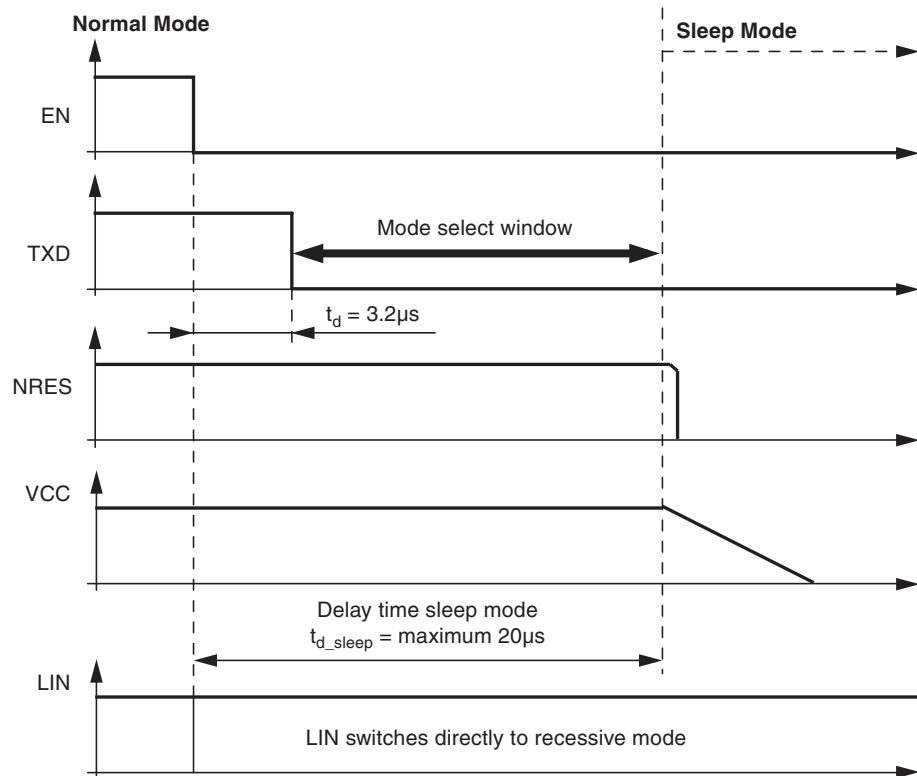 Normal Mode
Sleep Mode
EN
TXD
Mode select window
t_d = 3.2µs
NRES
VCC
Delay time sleep mode
t_d_sleep = maximum 20µs
LIN
LIN switches directly to recessive mode